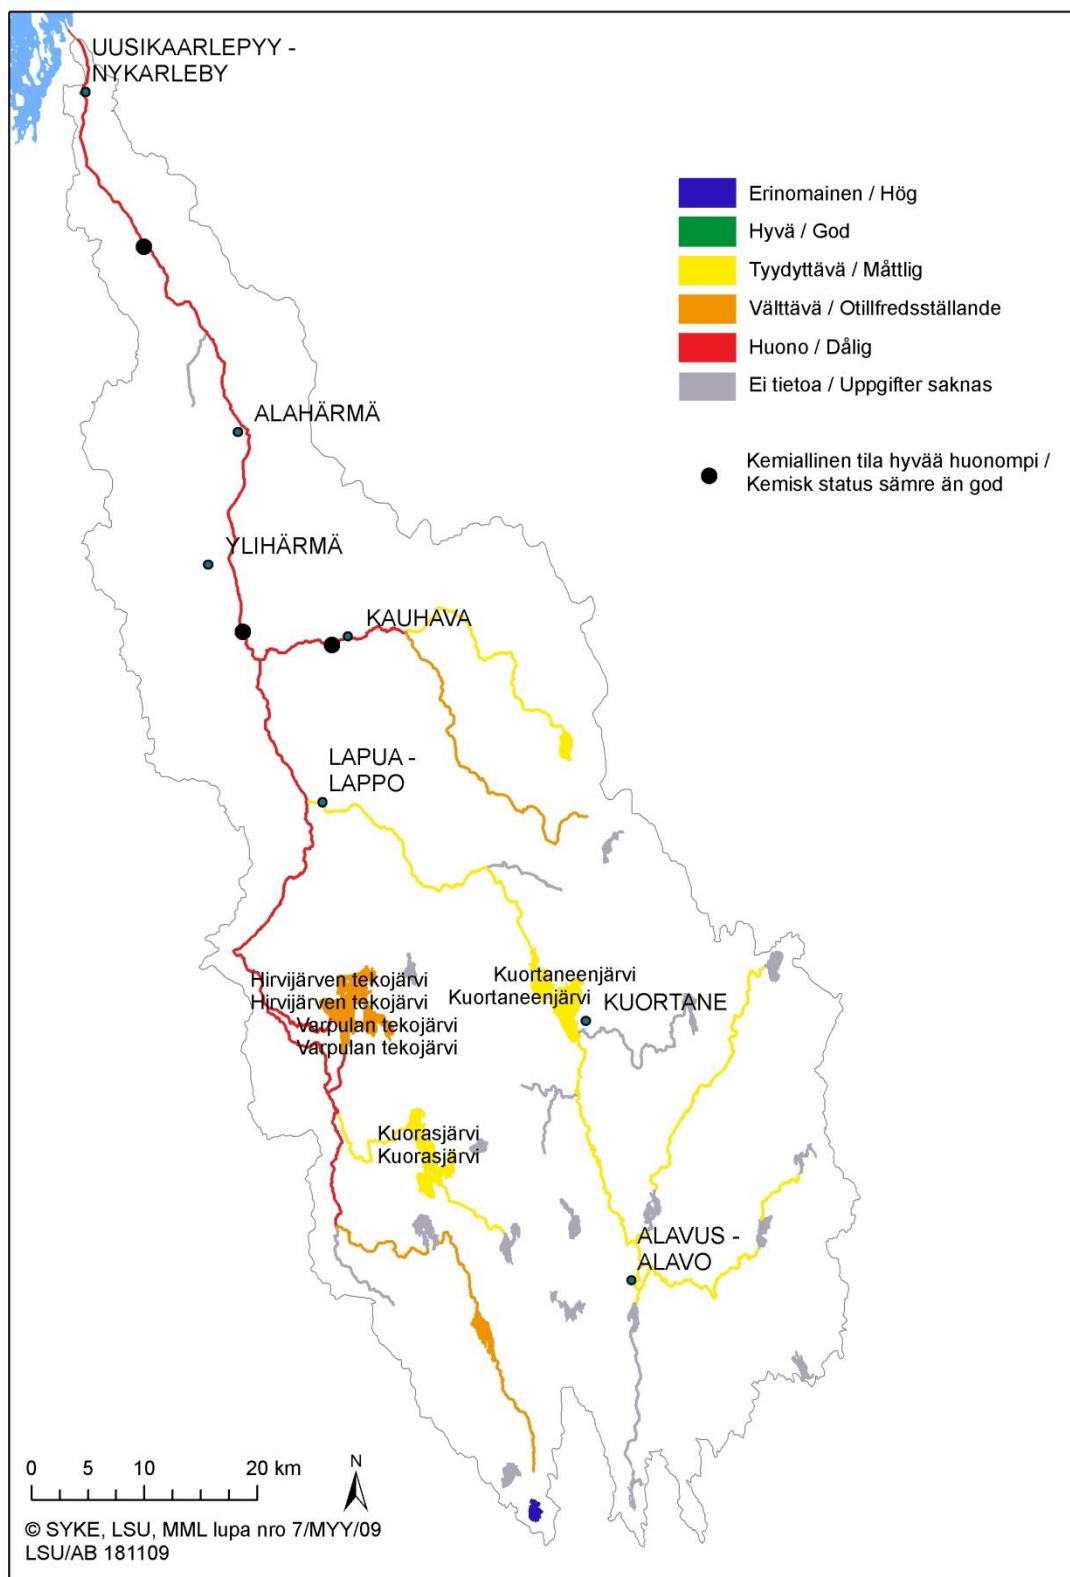 UUSIKAARLEPYY -
NYKARLEBY
Erinomainen / Hög
Hyvä / God
Tyydyttävä / Måttlig
Välttävä / Otillfredsställande
Huono / Dålig
Ei tietoa / Uppgifter saknas
Kemiallinen tila hyvää huonompi /
Kemisk status sämre än god
ALAHÄRMÄ
YLIHÄRMÄ
KAUHAVA
LAPUA -
LAPPO
Hirvijärven tekojärvi
Hirvijärven tekojärvi
Varpulan tekojärvi
Varpulan tekojärvi
Kuortaneenjärvi
Kuortaneenjärvi
KUORTANE
Kuorasjärvi
Kuorasjärvi
ALAVUS -
ALAVO
0 5 10 20 km
N
© SYKE, LSU, MML lupa nro 7/MYY/09
LSU/AB 181109